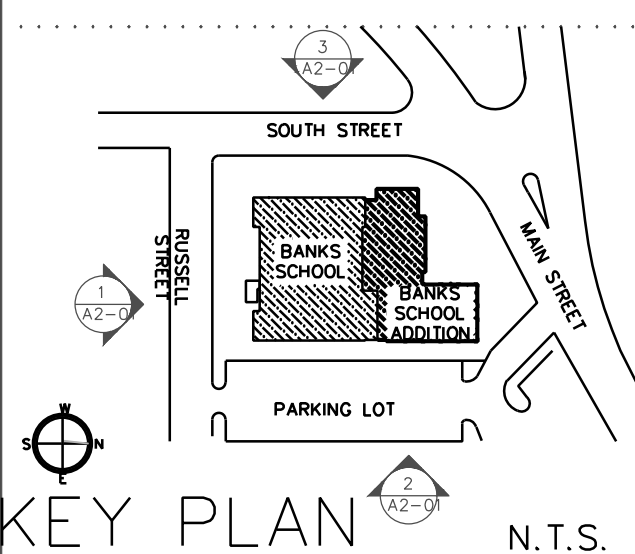 3
A2-01
SOUTH STREET
RUSSELL
STREET
BANKS
SCHOOL
MAIN STREET
1
A2-01
BANKS
SCHOOL
ADDITION
PARKING LOT
W
S N
E
2
A2-01
KEY PLAN
N.T.S.